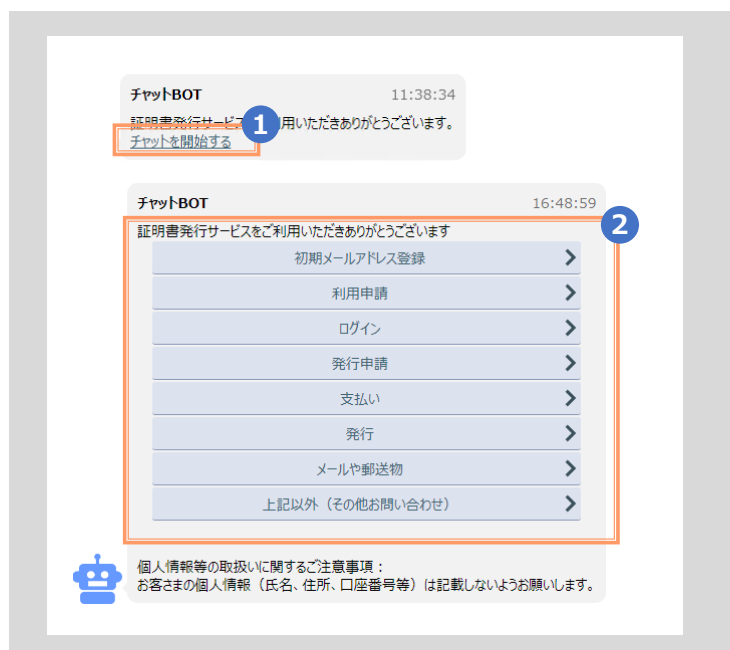 チャットBOT 11:38:34
証明書発行サービス 用いただきありがとうございます。
1
チャットを開始する
チャットBOT 16:48:59
2
証明書発行サービスをご利用いただきありがとうございます
初期メールアドレス登録
利用申請
ログイン
発行申請
支払い
発行
メールや郵送物
上記以外（その他お問い合わせ）
個人情報等の取扱いに関するご注意事項：
お客さまの個人情報（氏名、住所、口座番号等）は記載しないようお願いします。